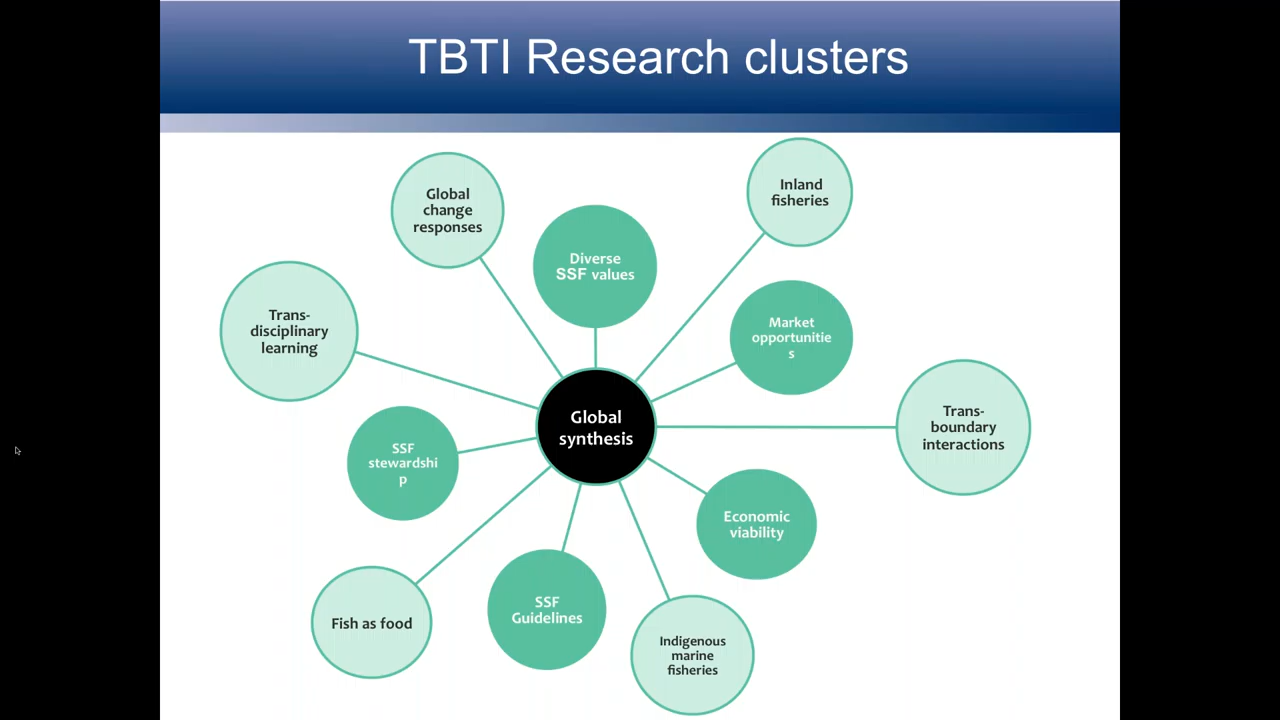 TBTI Research clusters
Global
change
responses
Inland
fisheries
Diverse
SSF values
Trans-
disciplinary
learning
Market
opportunitie
s
Global
synthesis
Trans-
boundary
interactions
SSF
stewardshi
p
Economic
viability
Fish as food
SSF
Guidelines
Indigenous
marine
fisheries